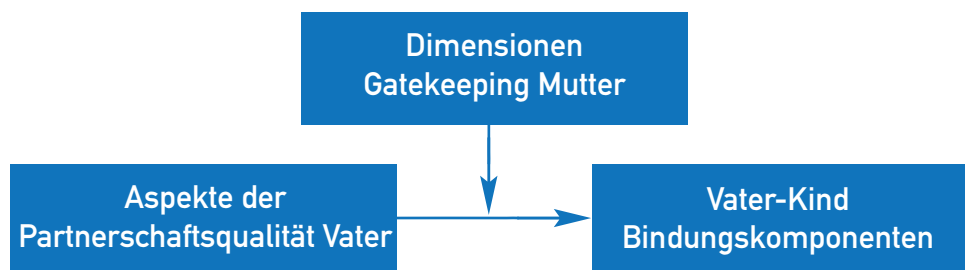 Dimensionen
Gatekeeping Mutter
Aspekte der
Partnerschaftsqualität Vater
Vater-Kind
Bindungskomponenten